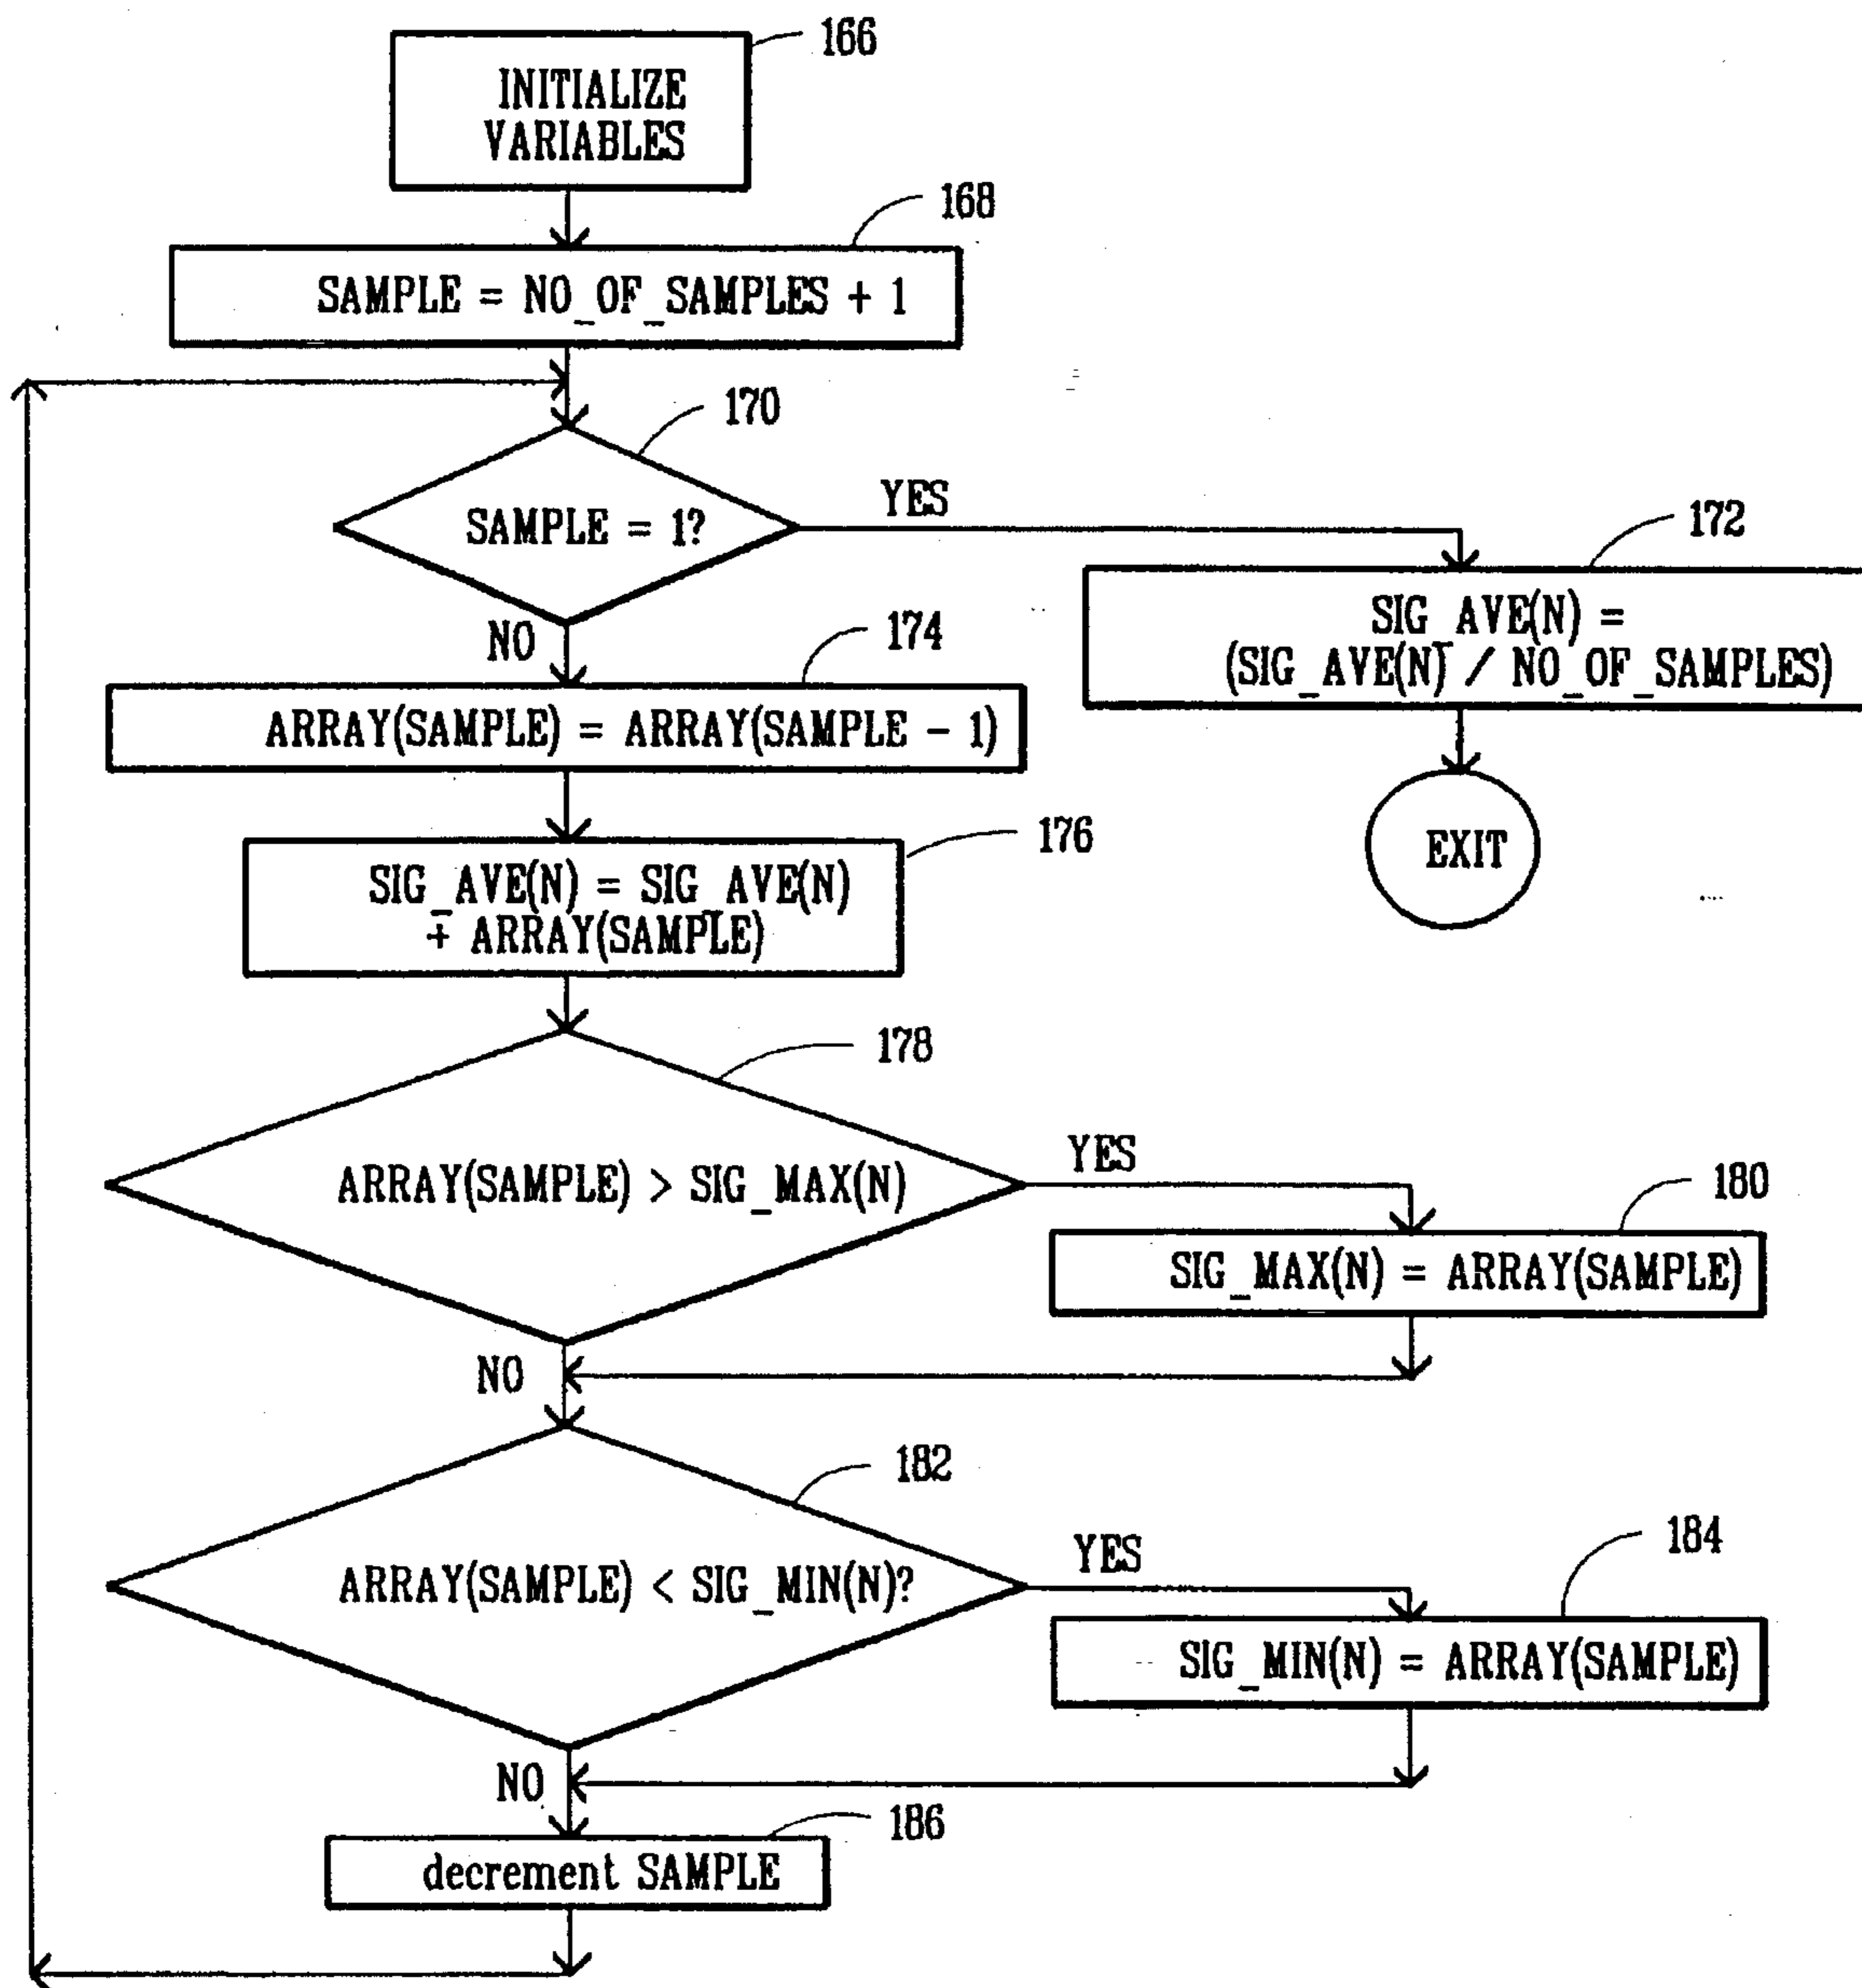 166
INITIALIZE
VARIABLES
168
SAMPLE = NO_OF_SAMPLES + 1
170
SAMPLE = 1?
YES
172
SIG_AVE(N) =
(SIG_AVE(N) / NO_OF_SAMPLES)
EXIT
NO
174
ARRAY(SAMPLE) = ARRAY(SAMPLE - 1)
176
SIG_AVE(N) = SIG_AVE(N)
+ ARRAY(SAMPLE)
178
ARRAY(SAMPLE) > SIG_MAX(N)
YES
180
SIG_MAX(N) = ARRAY(SAMPLE)
NO
182
ARRAY(SAMPLE) < SIG_MIN(N)?
YES
184
SIG_MIN(N) = ARRAY(SAMPLE)
NO
186
decrement SAMPLE